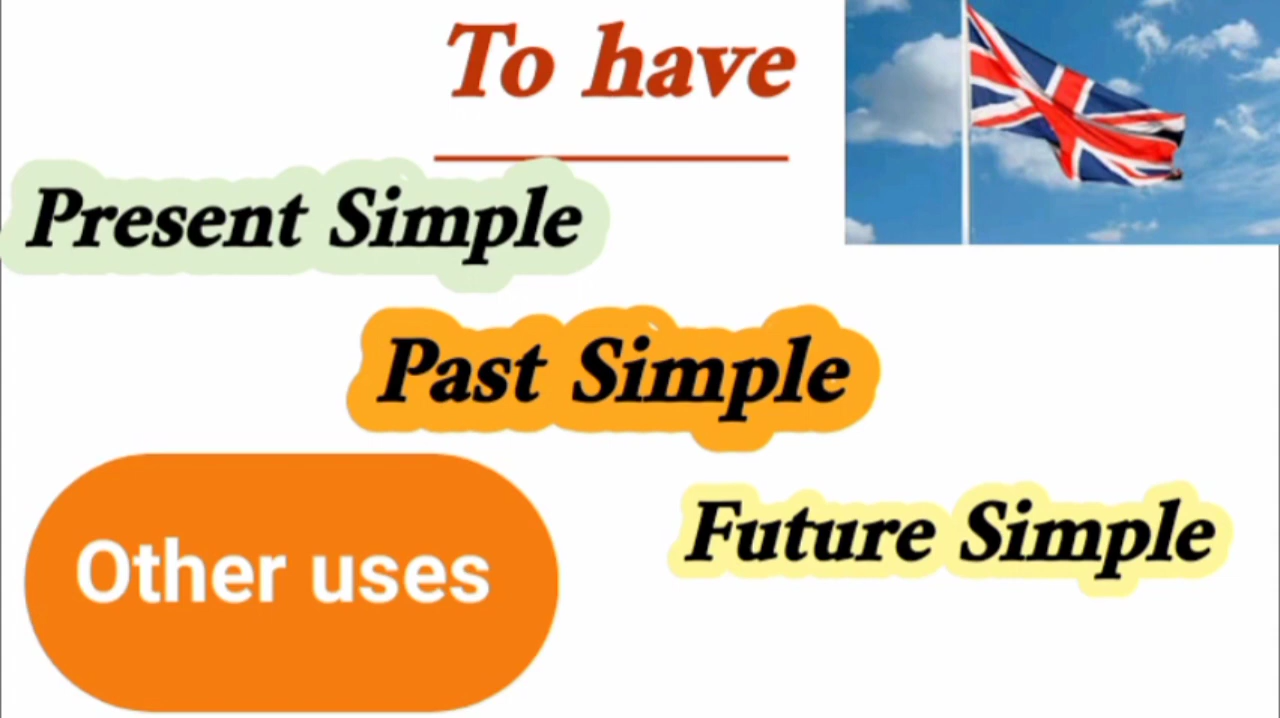 To have
Present Simple
Past Simple
Future Simple
Other uses